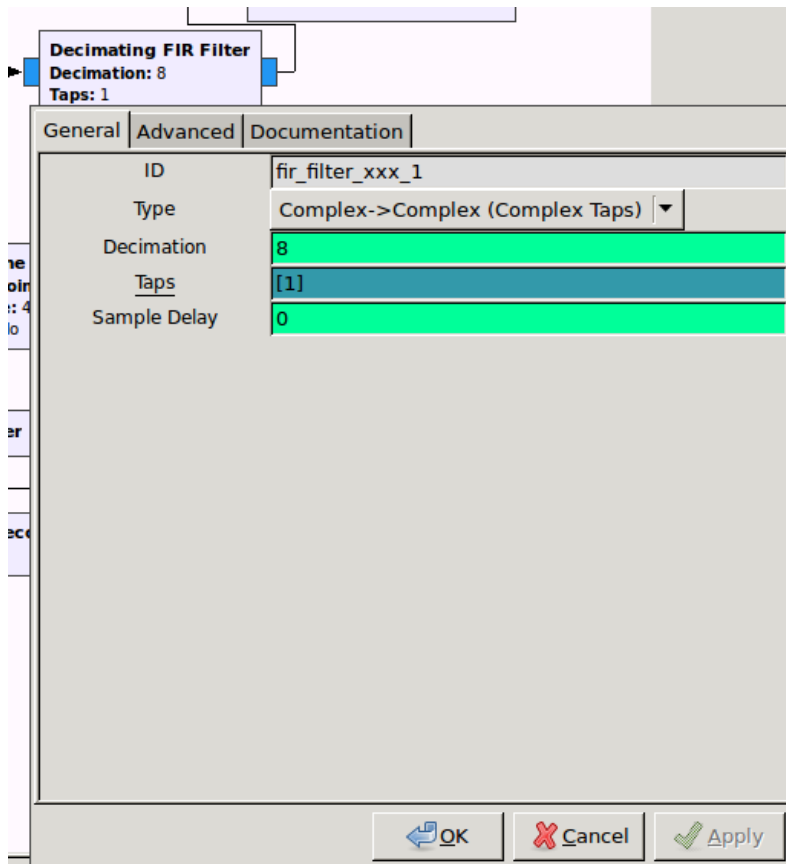 Decimating FIR Filter
Decimation: 8
Taps: 1
General Advanced Documentation
ID fir_filter_xxx_1
Type Complex->Complex (Complex Taps)
Decimation 8
Taps [1]
Sample Delay 0
OK Cancel Apply